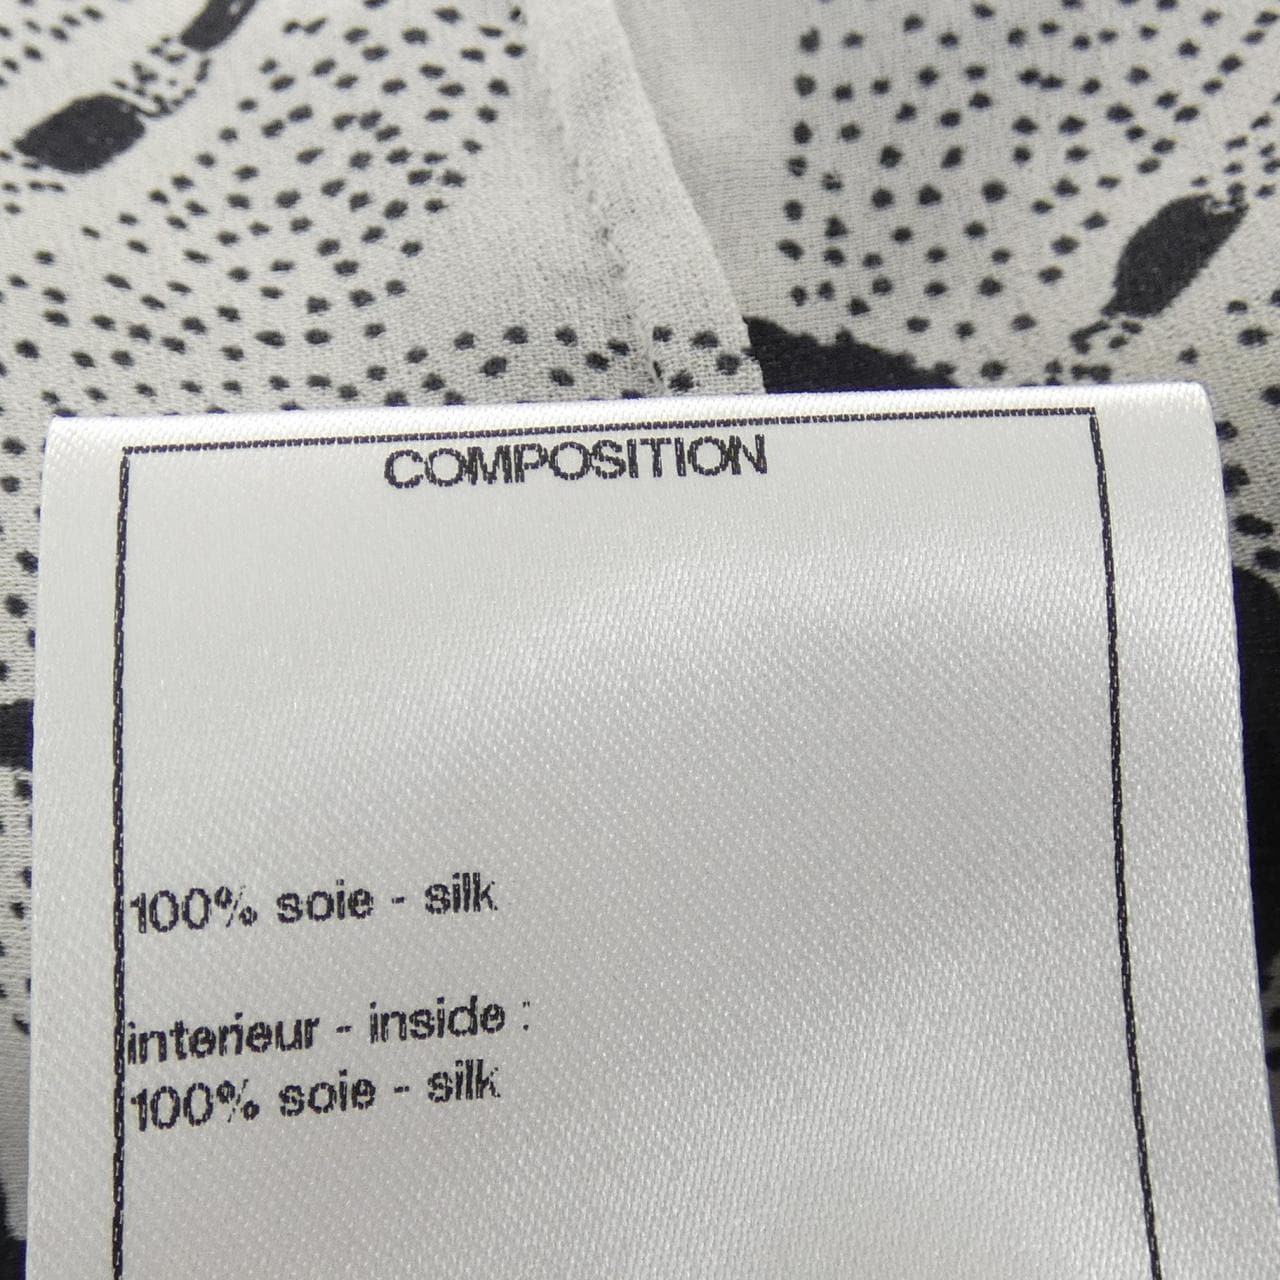 COMPOSITION
100% soie - silk
interieur - inside :
100% soie - silk